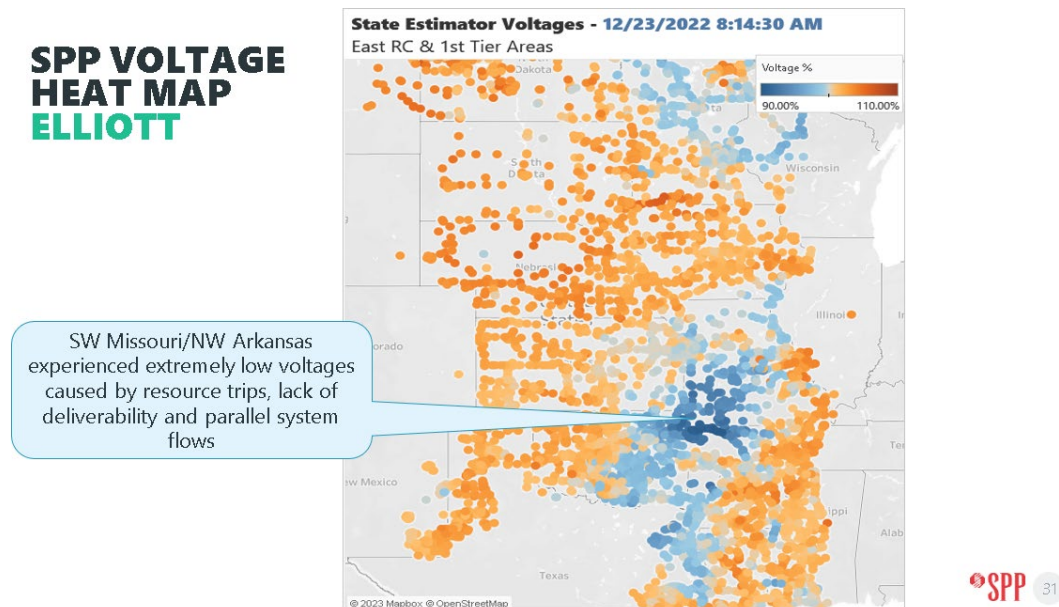 SPP VOLTAGE
HEAT MAP
ELLIOTT
State Estimator Voltages - 12/23/2022 8:14:30 AM
East RC & 1st Tier Areas
Voltage %
90.00% 110.00%
Dakota
Wisconsin
South
Dakota
Nebras
Illinoi
orado
SW Missouri/NW Arkansas
experienced extremely low voltages
caused by resource trips, lack of
deliverability and parallel system
flows
ew Mexico
ippi
Alab
Texas
© 2023 Mapbox © OpenStreetMap
SPP 31